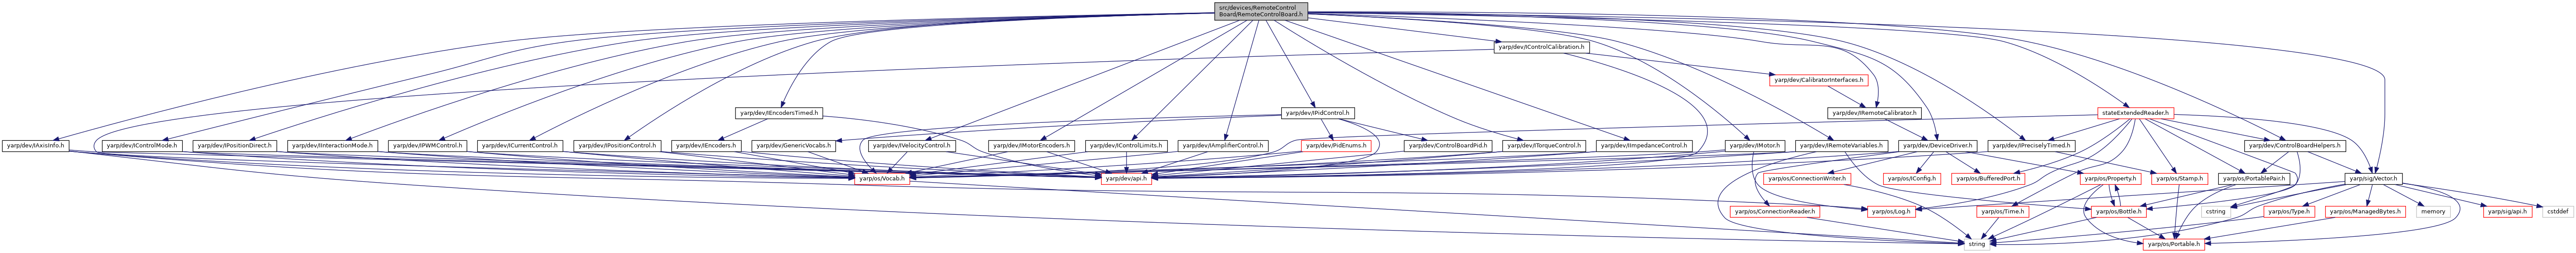 src/devices/RemoteControl
Board/RemoteControlBoard.h
yarp/dev/IControlCalibration.h
yarp/dev/CalibratorInterfaces.h
yarp/dev/IEncodersTimed.h
yarp/dev/IPidControl.h
yarp/dev/IRemoteCalibrator.h
stateExtendedReader.h
yarp/dev/IAxisInfo.h
yarp/dev/IControlMode.h
yarp/dev/IPositionDirect.h
yarp/dev/IInteractionMode.h
yarp/dev/IPWMControl.h
yarp/dev/ICurrentControl.h
yarp/dev/IPositionControl.h
yarp/dev/IEncoders.h
yarp/dev/GenericVocabs.h
yarp/dev/IVelocityControl.h
yarp/dev/IMotorEncoders.h
yarp/dev/IControlLimits.h
yarp/dev/IAmplifierControl.h
yarp/dev/PidEnums.h
yarp/dev/ControlBoardPid.h
yarp/dev/ITorqueControl.h
yarp/dev/IImpedanceControl.h
yarp/dev/IMotor.h
yarp/dev/IRemoteVariables.h
yarp/dev/DeviceDriver.h
yarp/dev/IPreciselyTimed.h
yarp/dev/ControlBoardHelpers.h
yarp/os/Vocab.h
yarp/dev/api.h
yarp/os/ConnectionWriter.h
yarp/os/IConfig.h
yarp/os/BufferedPort.h
yarp/os/Property.h
yarp/os/Stamp.h
yarp/os/PortablePair.h
yarp/sig/Vector.h
yarp/os/ConnectionReader.h
yarp/os/Log.h
yarp/os/Time.h
yarp/os/Bottle.h
cstring
yarp/os/Type.h
yarp/os/ManagedBytes.h
memory
yarp/sig/api.h
cstddef
string
yarp/os/Portable.h